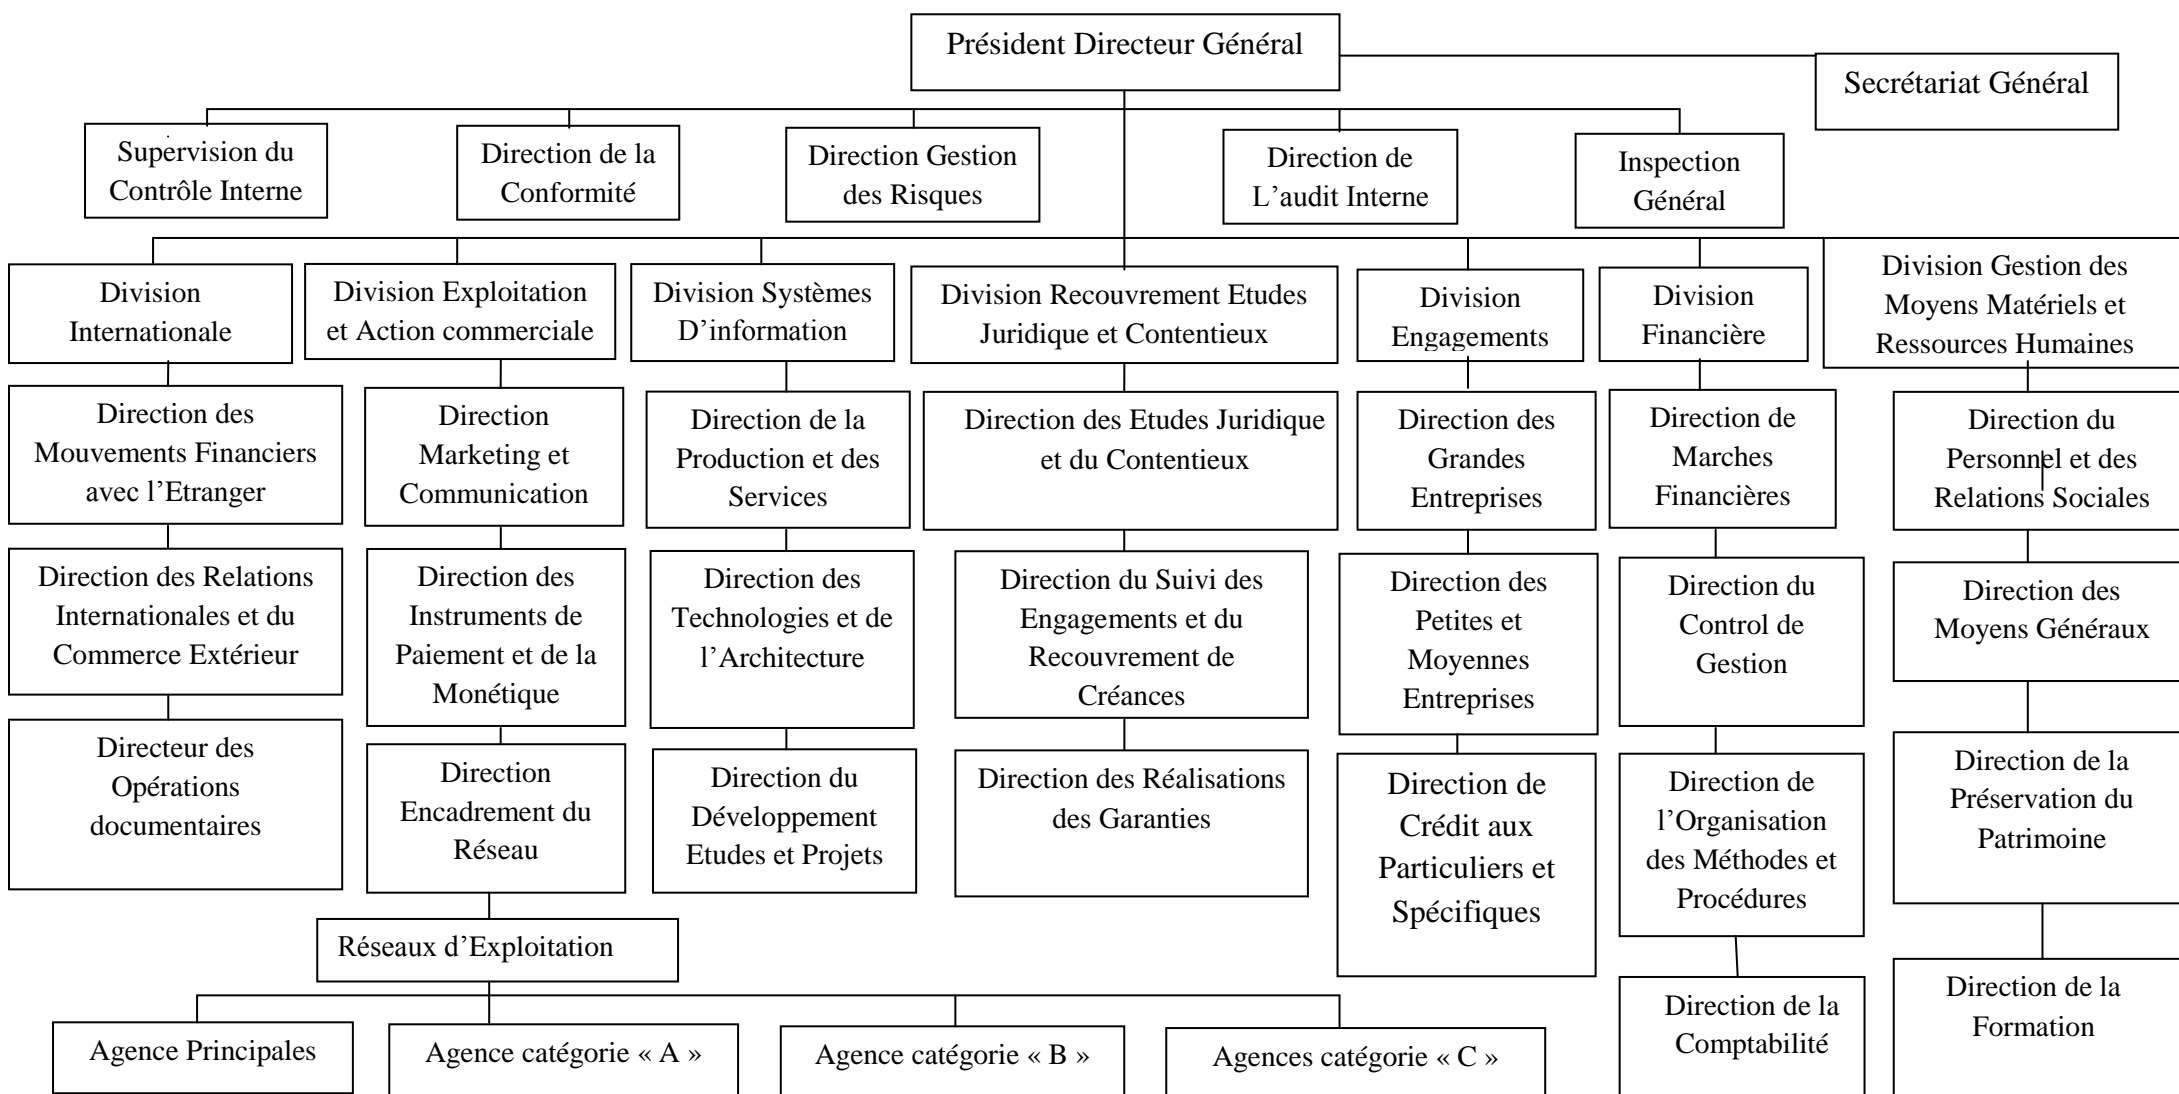 Président Directeur Général
Secrétariat Général
Supervision du
Contrôle Interne
Direction de la
Conformité
Direction Gestion
des Risques
Direction de
L’audit Interne
Inspection
Général
Division
Internationale
Division Exploitation
et Action commerciale
Division Systèmes
D’information
Division Recouvrement Etudes
Juridique et Contentieux
Division
Engagements
Division
Financière
Division Gestion des
Moyens Matériels et
Ressources Humaines
Direction des
Mouvements Financiers
avec l’Etranger
Direction
Marketing et
Communication
Direction de la
Production et des
Services
Direction des Etudes Juridique
et du Contentieux
Direction des
Grandes
Entreprises
Direction de
Marches
Financières
Direction du
Personnel et des
Relations Sociales
Direction des Relations
Internationales et du
Commerce Extérieur
Direction des
Instruments de
Paiement et de la
Monétique
Direction des
Technologies et de
l’Architecture
Direction du Suivi des
Engagements et du
Recouvrement de
Créances
Direction des
Petites et
Moyennes
Entreprises
Direction du
Control de
Gestion
Direction des
Moyens Généraux
Directeur des
Opérations
documentaires
Direction
Encadrement du
Réseau
Direction du
Développement
Etudes et Projets
Direction des Réalisations
des Garanties
Direction de
Crédit aux
Particuliers et
Spécifiques
Direction de
l’Organisation
des Méthodes et
Procédures
Direction de la
Préservation du
Patrimoine
Réseaux d’Exploitation
Direction de la
Comptabilité
Direction de la
Formation
Agence Principales
Agence catégorie « A »
Agence catégorie « B »
Agences catégorie « C »